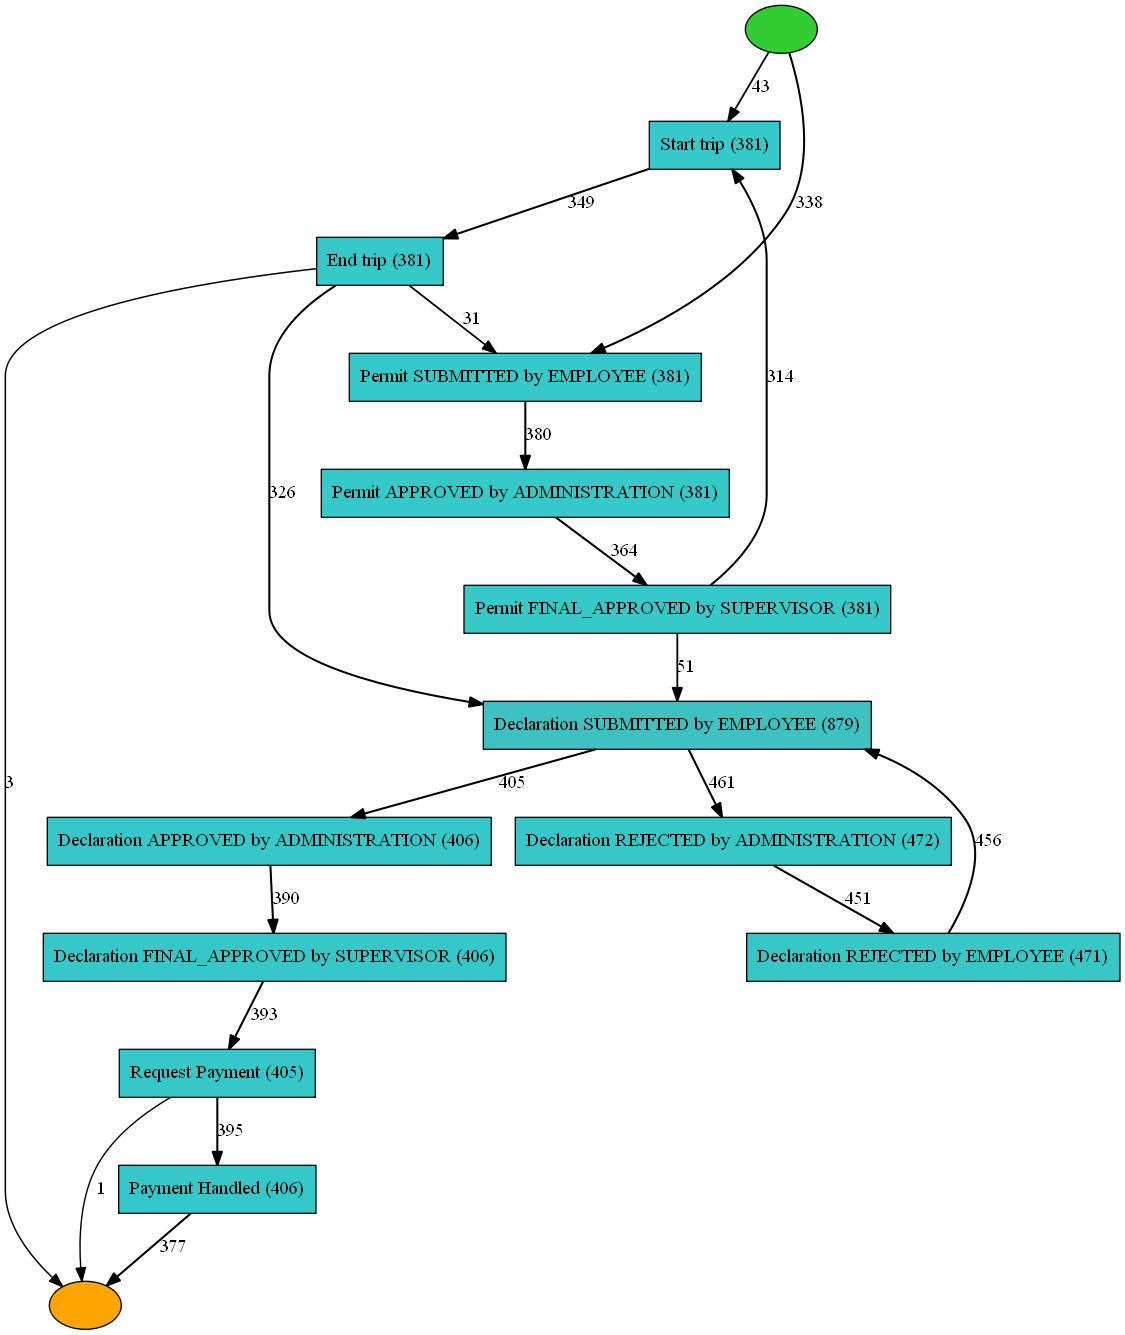 43
Start trip (381)
349
338
End trip (381)
31
Permit SUBMITTED by EMPLOYEE (381)
314
380
Permit APPROVED by ADMINISTRATION (381)
326
364
Permit FINAL_APPROVED by SUPERVISOR (381)
51
Declaration SUBMITTED by EMPLOYEE (879)
3
405
461
Declaration APPROVED by ADMINISTRATION (406)
Declaration REJECTED by ADMINISTRATION (472)
456
390
451
Declaration FINAL_APPROVED by SUPERVISOR (406)
Declaration REJECTED by EMPLOYEE (471)
393
Request Payment (405)
395
1
Payment Handled (406)
377